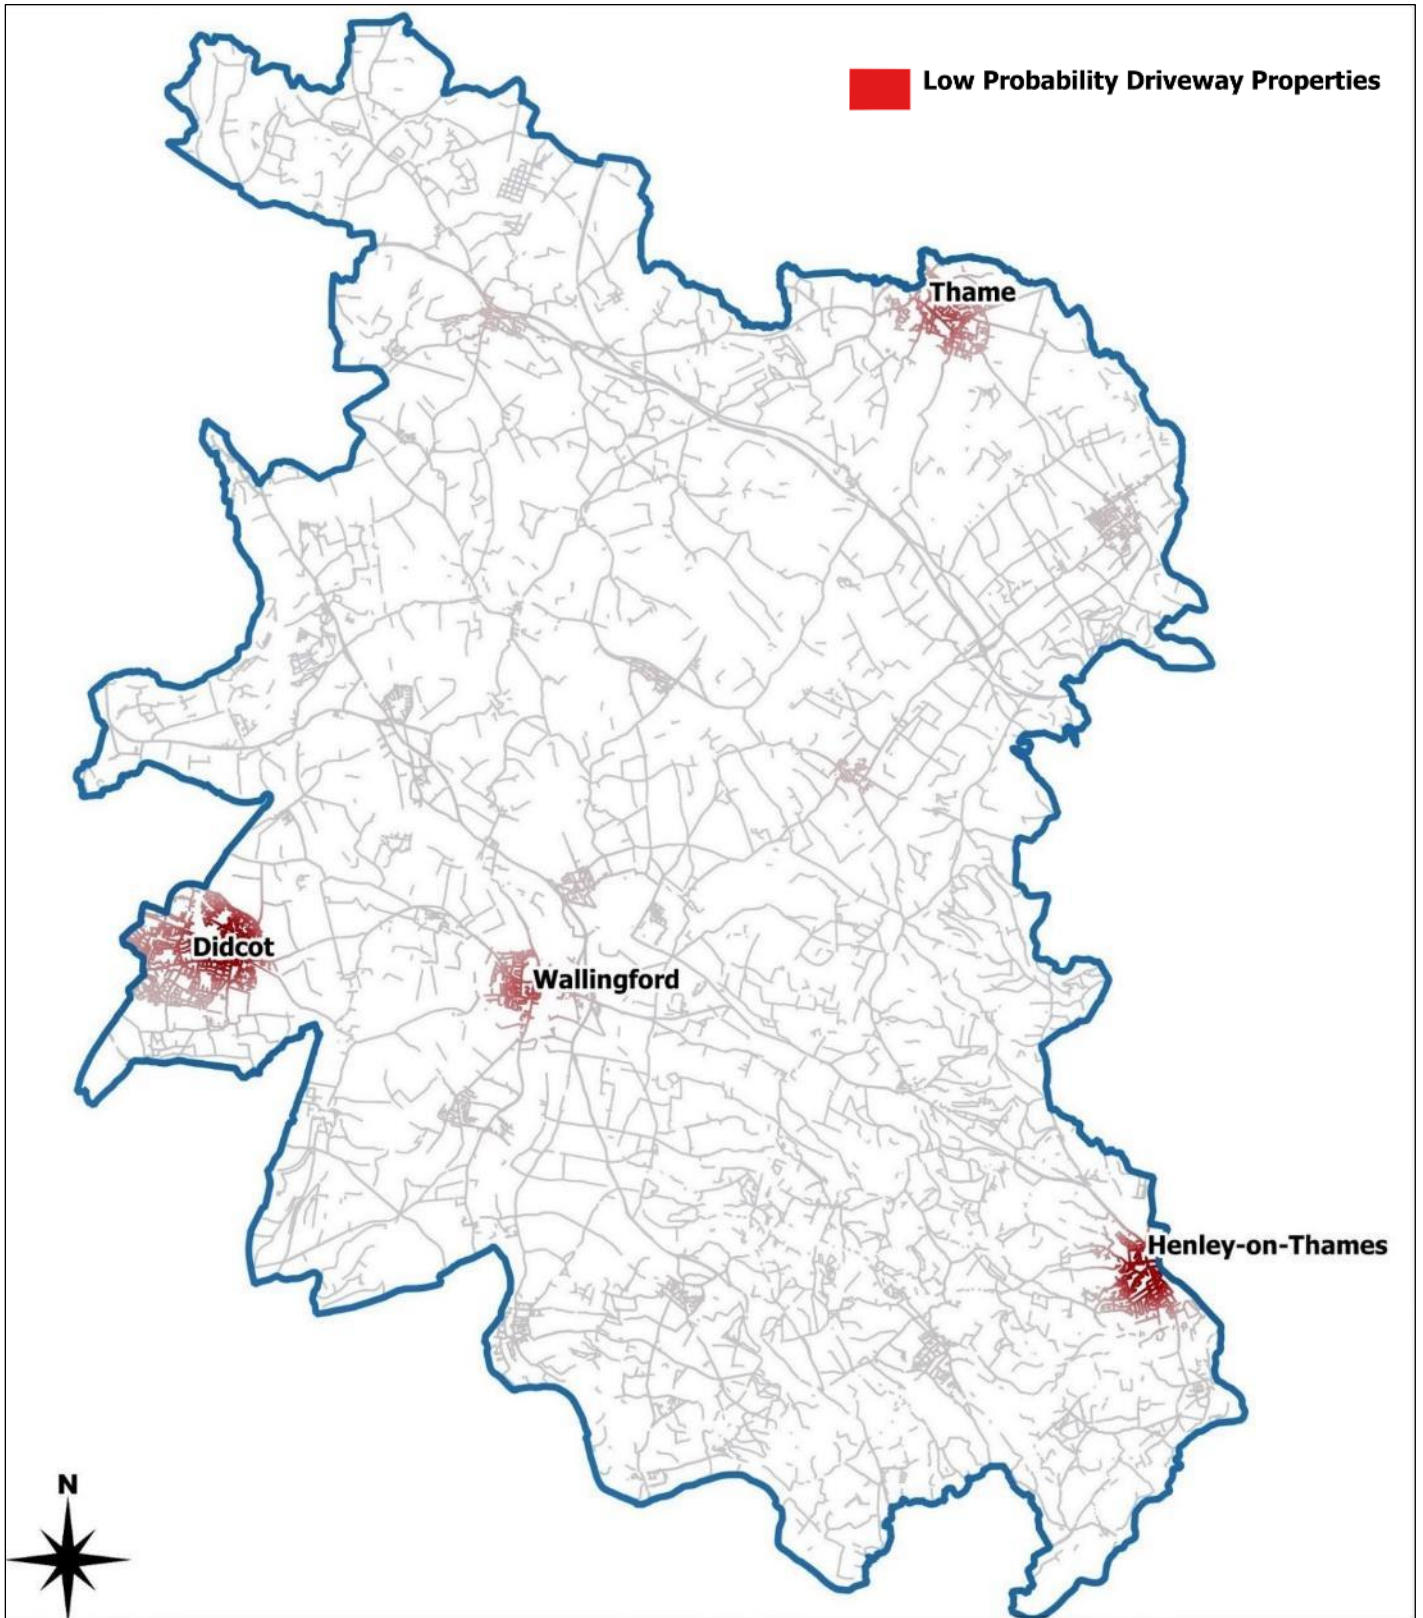 Low Probability Driveway Properties
Thame
Didcot
Wallingford
Henley-on-Thames
N